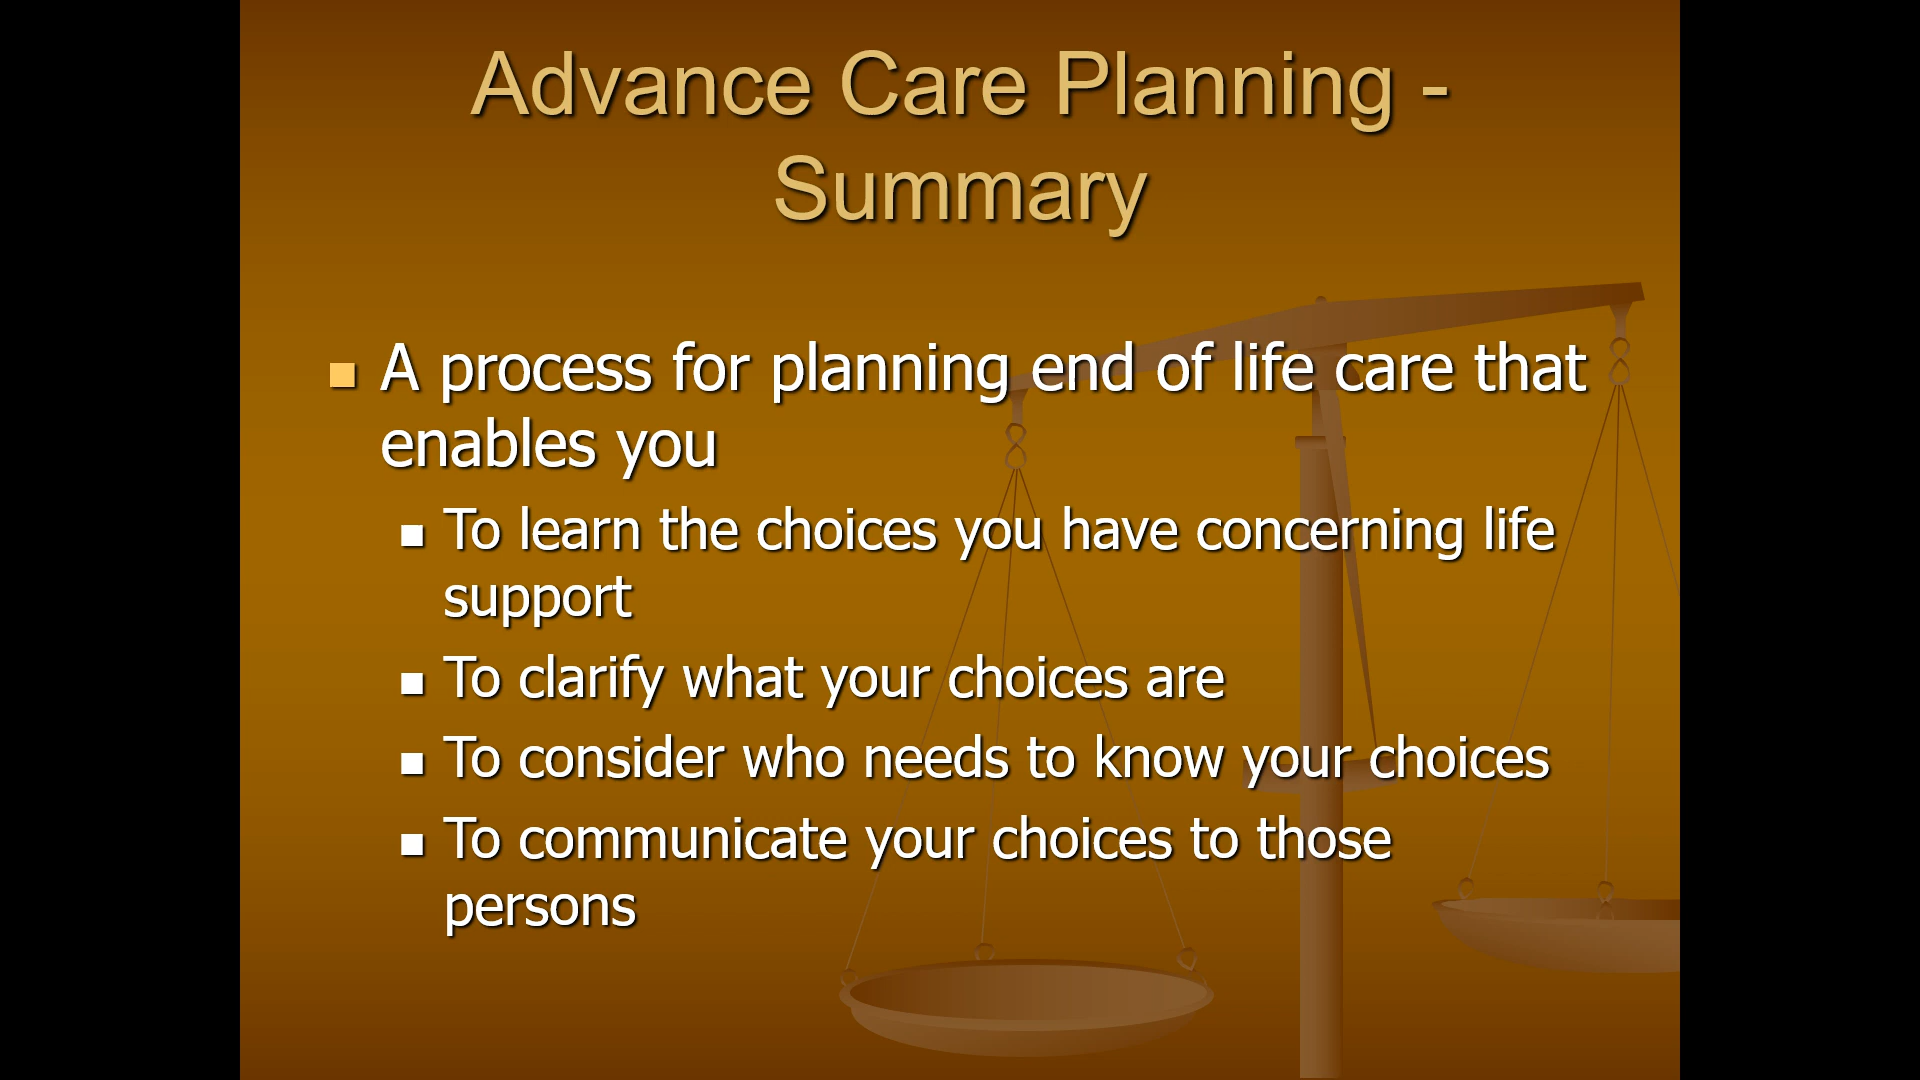 Advance Care Planning -
Summary
A process for planning end of life care that
enables you
To learn the choices you have concerning life
support
To clarify what your choices are
To consider who needs to know your choices
To communicate your choices to those
persons